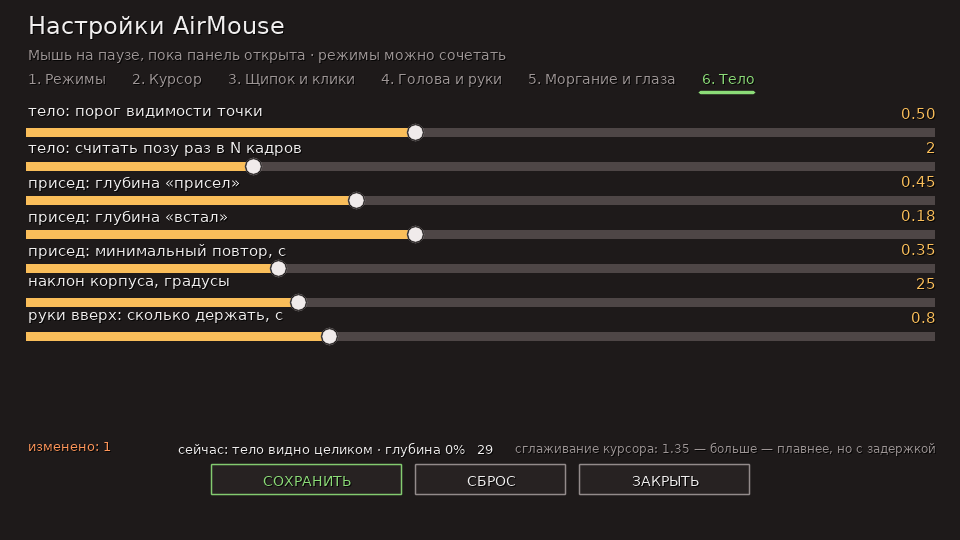 Настройки AirMouse
Мышь на паузе, пока панель открыта · режимы можно сочетать
1. Режимы 2. Курсор 3. Щипок и клики 4. Голова и руки 5. Моргание и глаза 6. Тело
тело: порог видимости точки 0.50
тело: считать позу раз в N кадров 2
присед: глубина «присел» 0.45
присед: глубина «встал» 0.18
присед: минимальный повтор, с 0.35
наклон корпуса, градусы 25
руки вверх: сколько держать, с 0.8
изменено: 1 сейчас: тело видно целиком · глубина 0% 29 сглаживание курсора: 1.35 — больше — плавнее, но с задержкой
СОХРАНИТЬ СБРОС ЗАКРЫТЬ